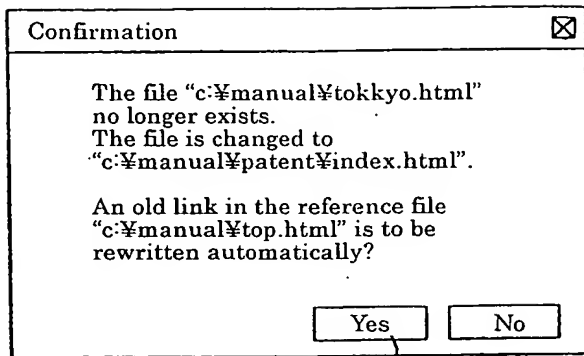 Confirmation
The file “c:¥manual¥tokkyo.html”
no longer exists.
The file is changed to
“c:¥manual¥patent¥index.html”.
An old link in the reference file
“c:¥manual¥top.html” is to be
rewritten automatically?
Yes No